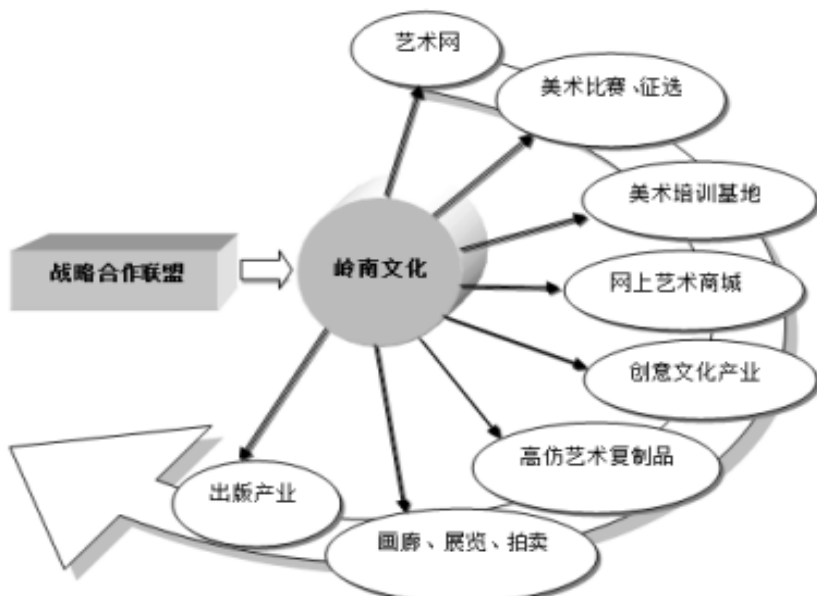 艺术网
美术比赛、征选
美术培训基地
战略合作联盟
岭南文化
网上艺术商城
创意文化产业
高仿艺术复制品
出版产业
画廊、展览、拍卖